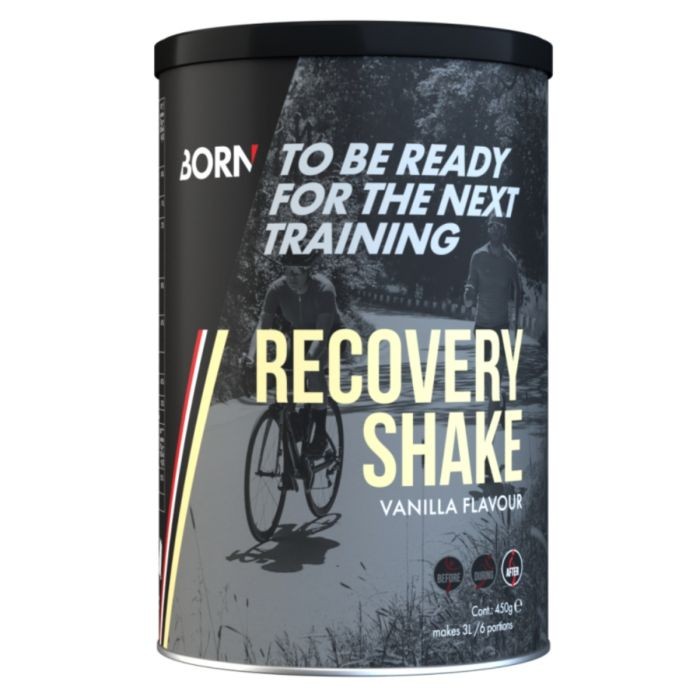 BORN
TO BE READY
FOR THE NEXT
TRAINING
RECOVERY
SHAKE
VANILLA FLAVOUR
BEFORE DURING AFTER
Cont.: 450g ℮
makes 3L / 6 portions